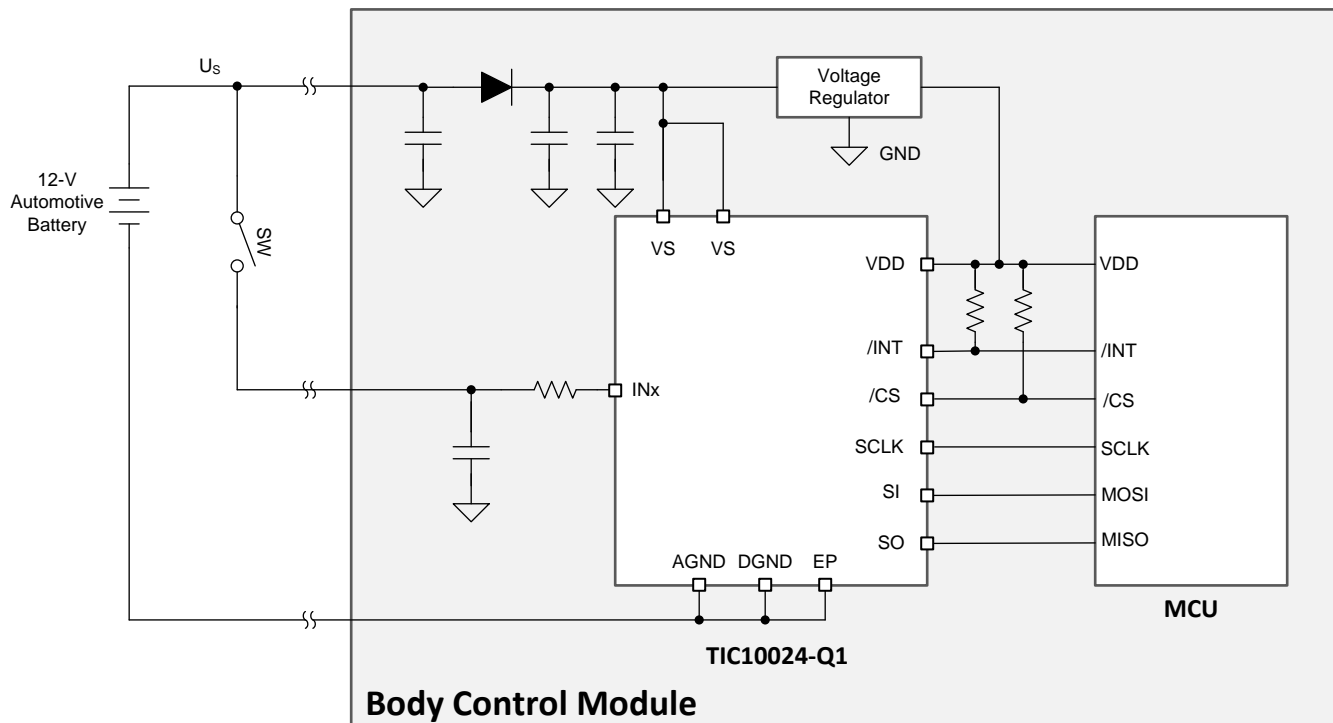 U_S
Voltage
Regulator
GND
12-V
Automotive
Battery
SW
VS
VS
VDD
VDD
/INT
/INT
INx
/CS
/CS
SCLK
SCLK
SI
MOSI
SO
MISO
AGND
DGND
EP
MCU
TIC10024-Q1
Body Control Module